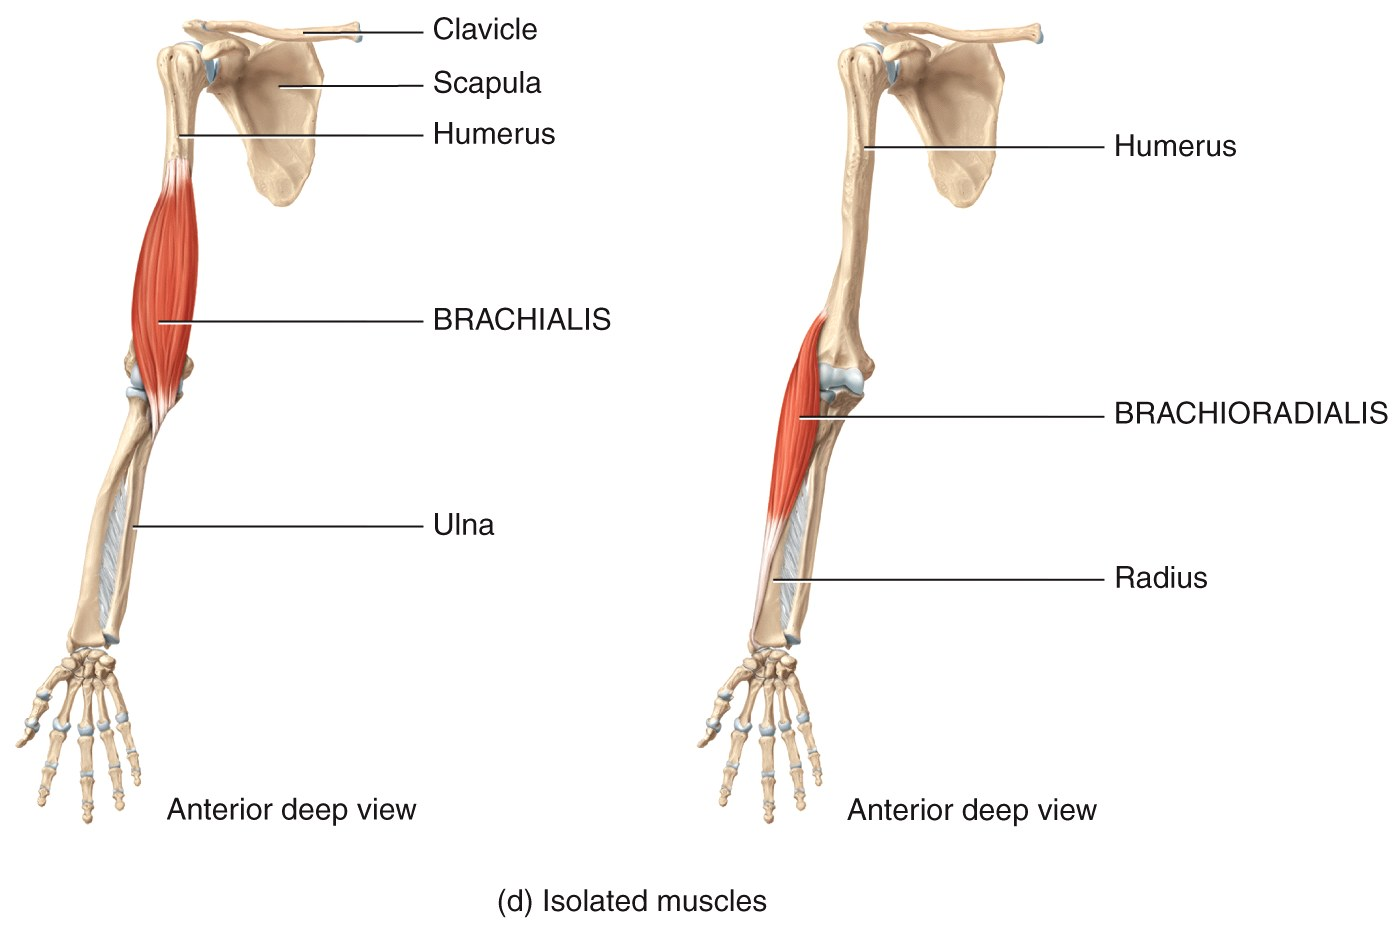 Clavicle
Scapula
Humerus
BRACHIALIS
Ulna
Anterior deep view
Humerus
BRACHIORADIALIS
Radius
Anterior deep view
(d) Isolated muscles